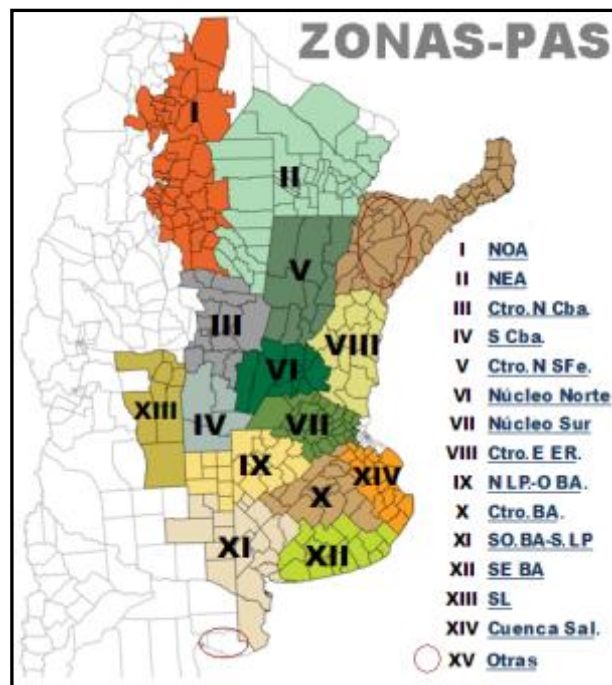 ZONAS-PAS
I
II
V
III
VIII
VI
XIII
IV
VII
IX
XIV
X
XI
XII
I NOA
II NEA
III Ctro.N Cba.
IV S Cba.
V Ctro.N SFe.
VI Núcleo Norte
VII Núcleo Sur
VIII Ctro.E ER.
IX N LP.-O BA.
X Ctro.BA.
XI SO.BA-S.LP
XII SE BA
XIII SL
XIV Cuenca Sal.
XV Otras